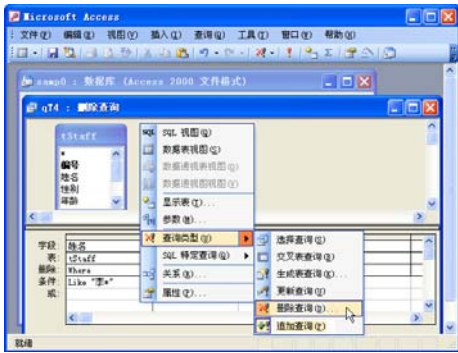 Microsoft Access
文件(F) 编辑(E) 视图(V) 插入(I) 查询(Q) 工具(T) 窗口(W) 帮助(H)
samp0 : 数据库 (Access 2000 文件格式)
qT4 : 删除查询
tStaff
*
编号
姓名
性别
年龄
SQL SQL 视图(Q)
数据表视图(S)
数据透视表视图(O)
数据透视图视图(V)
显示表(T)...
参数(M)...
查询类型(Y)
SQL 特定查询(Q)
关系(R)...
属性(P)...
选择查询(S)
交叉表查询(B)
生成表查询(K)...
更新查询(U)
删除查询(D)...
追加查询(P)
字段: 姓名
表: tStaff
删除: Where
条件: Like "李*"
或:
就绪